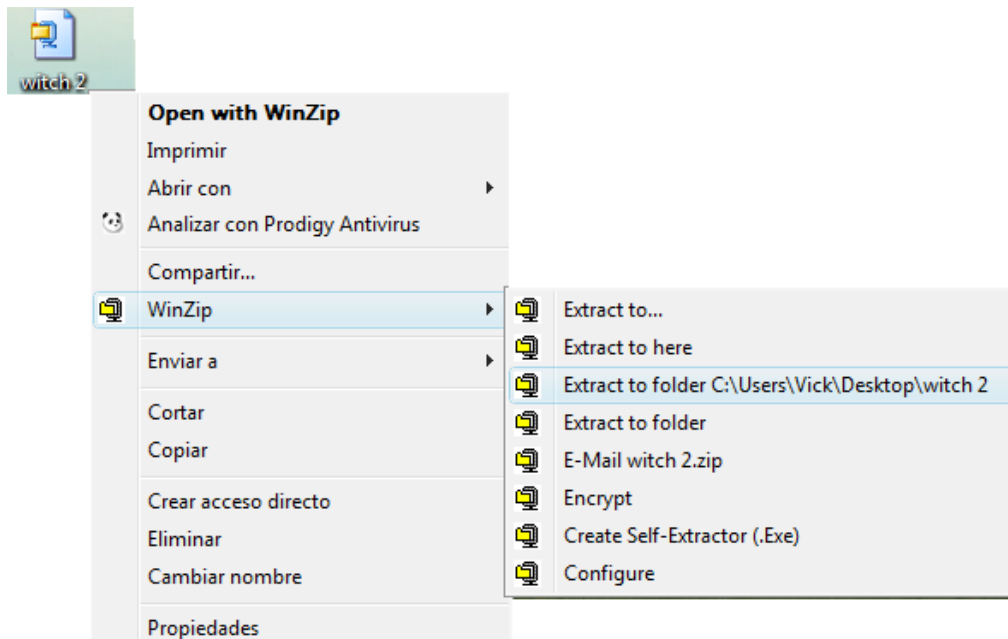 witch 2
Open with WinZip
Imprimir
Abrir con
Analizar con Prodigy Antivirus
Compartir...
WinZip
Enviar a
Cortar
Copiar
Crear acceso directo
Eliminar
Cambiar nombre
Propiedades
Extract to...
Extract to here
Extract to folder C:\Users\Vick\Desktop\witch 2
Extract to folder
E-Mail witch 2.zip
Encrypt
Create Self-Extractor (.Exe)
Configure